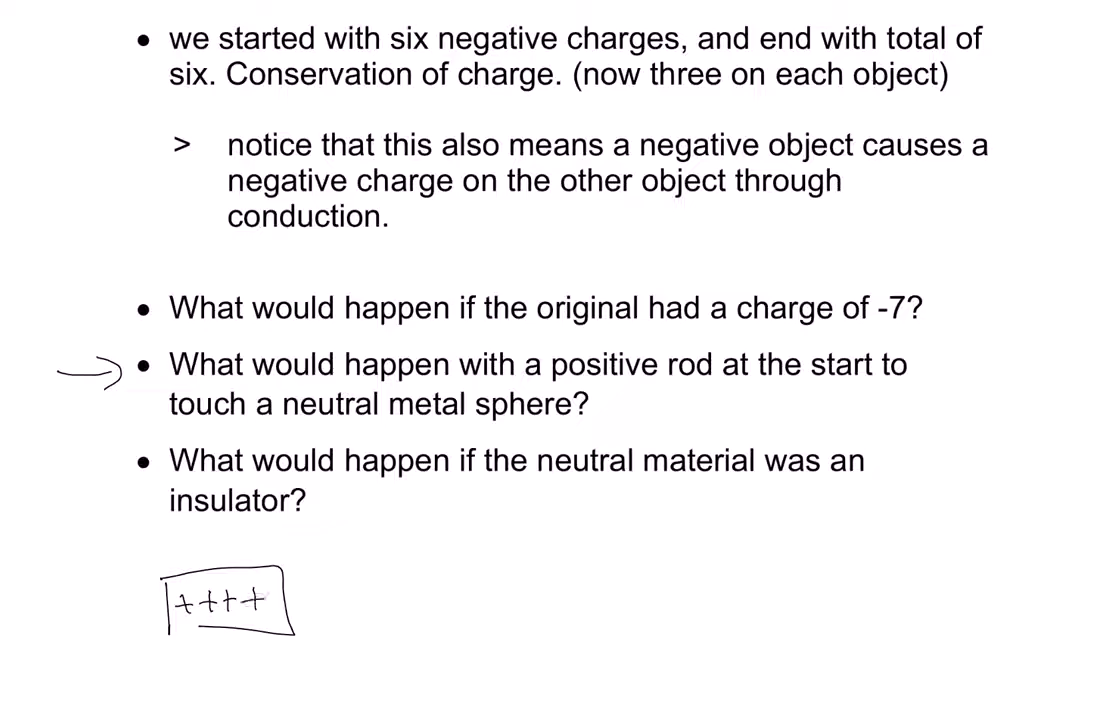 • we started with six negative charges, and end with total of
six. Conservation of charge. (now three on each object)
> notice that this also means a negative object causes a
negative charge on the other object through
conduction.
• What would happen if the original had a charge of -7?
• What would happen with a positive rod at the start to
touch a neutral metal sphere?
• What would happen if the neutral material was an
insulator?
++++